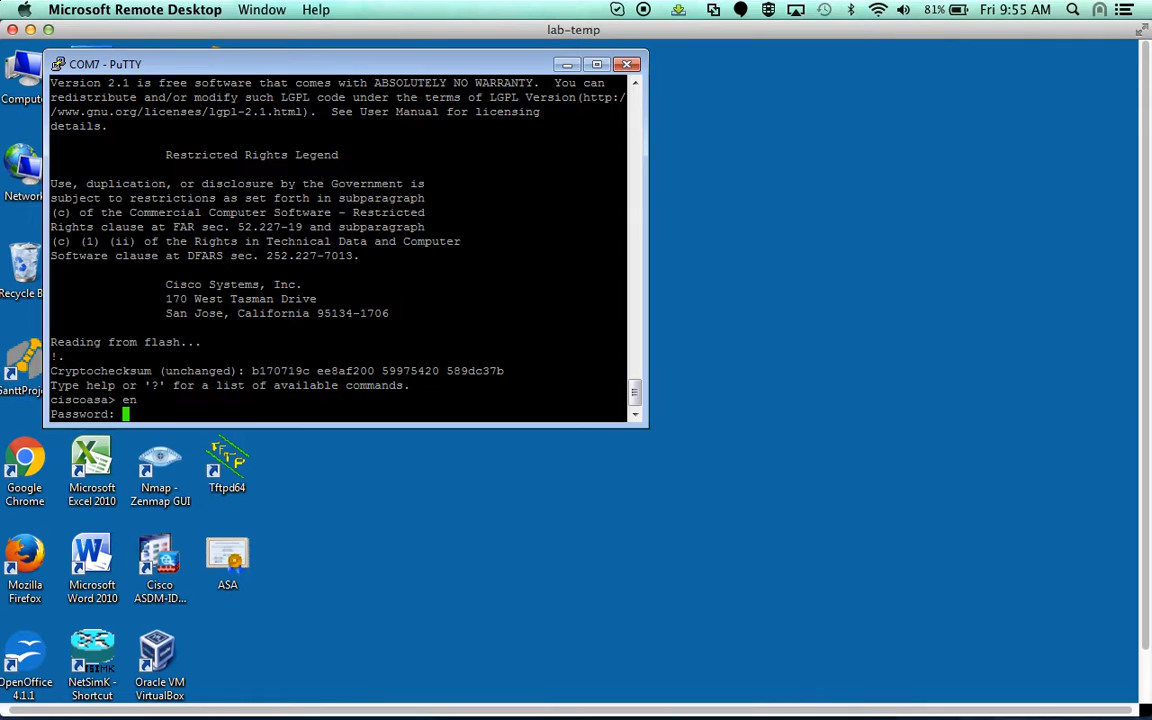 Microsoft Remote Desktop Window Help
81% Fri 9:55 AM
lab-temp
COM7 - PuTTY
Version 2.1 is free software that comes with ABSOLUTELY NO WARRANTY. You can
redistribute and/or modify such LGPL code under the terms of LGPL Version(http:/
/www.gnu.org/licenses/lgpl-2.1.html). See User Manual for licensing
details.
Restricted Rights Legend
Use, duplication, or disclosure by the Government is
subject to restrictions as set forth in subparagraph
(c) of the Commercial Computer Software - Restricted
Rights clause at FAR sec. 52.227-19 and subparagraph
(c) (1) (ii) of the Rights in Technical Data and Computer
Software clause at DFARS sec. 252.227-7013.
Cisco Systems, Inc.
170 West Tasman Drive
San Jose, California 95134-1706
Reading from flash...
!.
Cryptochecksum (unchanged): b170719c ee8af200 59975420 589dc37b
Type help or '?' for a list of available commands.
ciscoasa> en
Password:
Compute
Network
Recycle B
GanttProj
Google
Chrome
Microsoft
Excel 2010
Nmap -
Zenmap GUI
TFTP
Tftpd64
Mozilla
Firefox
Microsoft
Word 2010
Cisco
ASDM-ID...
ASA
OpenOffice
4.1.1
NetSimK -
Shortcut
Oracle VM
VirtualBox